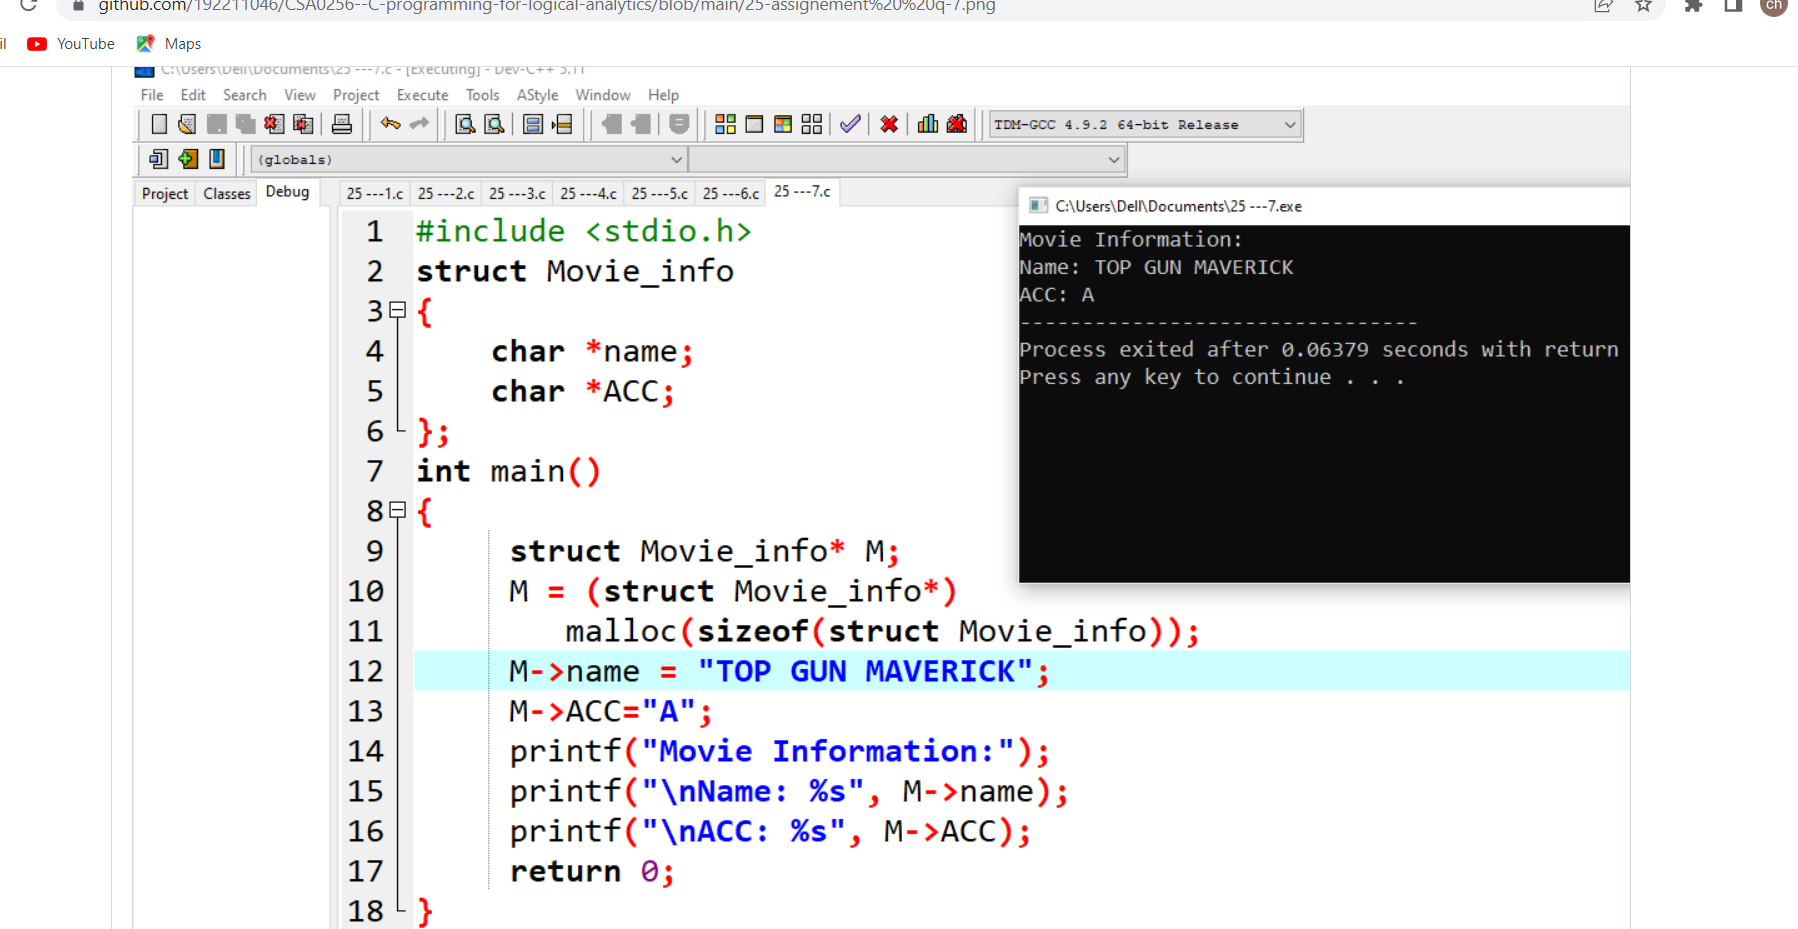 github.com/192211046/CSA0256--C-programming-for-logical-analytics/blob/main/25-assignement%20%20q-7.png
ch
il YouTube Maps
C:\Users\Dell\Documents\25 ---7.c - [Executing] - Dev-C++ 5.11
File Edit Search View Project Execute Tools AStyle Window Help
TDM-GCC 4.9.2 64-bit Release
(globals)
Project Classes Debug 25 ---1.c 25 ---2.c 25 ---3.c 25 ---4.c 25 ---5.c 25 ---6.c 25 ---7.c
1 #include <stdio.h>
2 struct Movie_info
3 {
4 char *name;
5 char *ACC;
6 };
7 int main()
8 {
9 struct Movie_info* M;
10 M = (struct Movie_info*)
11 malloc(sizeof(struct Movie_info));
12 M->name = "TOP GUN MAVERICK";
13 M->ACC="A";
14 printf("Movie Information:");
15 printf("\nName: %s", M->name);
16 printf("\nACC: %s", M->ACC);
17 return 0;
18 }
C:\Users\Dell\Documents\25 ---7.exe
Movie Information:
Name: TOP GUN MAVERICK
ACC: A
--------------------------------
Process exited after 0.06379 seconds with return
Press any key to continue . . .